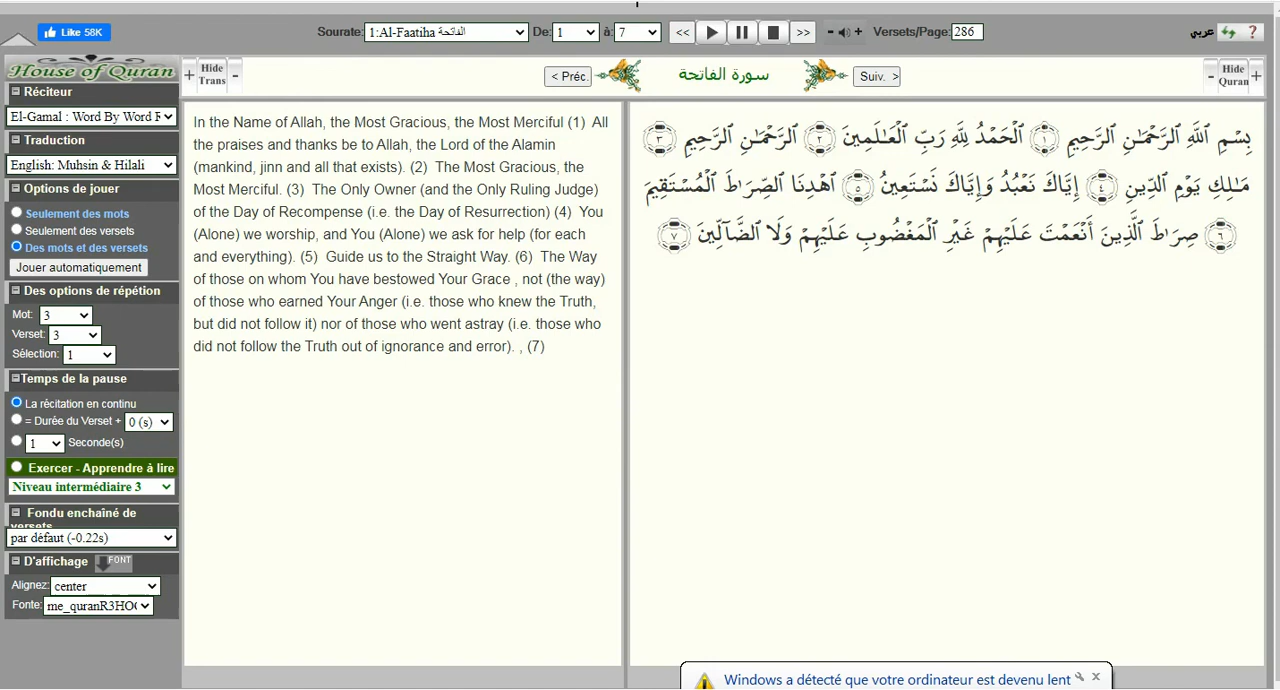 Like 58K
Sourate: 1:Al-Faatiha الفاتحة De: 1 à: 7 << >> - + Versets/Page: 286 عربي ?
House of Quran
+ Hide Trans -
< Préc. سورة الفاتحة Suiv. >
- Hide Quran +
Réciteur
El-Gamal : Word By Word F
Traduction
English: Muhsin & Hilali
Options de jouer
Seulement des mots
Seulement des versets
Des mots et des versets
Jouer automatiquement
Des options de répétion
Mot: 3
Verset: 3
Sélection: 1
Temps de la pause
La récitation en continu
= Durée du Verset + 0 (s)
1 Seconde(s)
Exercer - Apprendre à lire
Niveau intermédiaire 3
Fondu enchaîné de
versets
par défaut (-0.22s)
D'affichage FONT
Alignez: center
Fonte: me_quranR3HO
In the Name of Allah, the Most Gracious, the Most Merciful (1) All
the praises and thanks be to Allah, the Lord of the Alamin
(mankind, jinn and all that exists). (2) The Most Gracious, the
Most Merciful. (3) The Only Owner (and the Only Ruling Judge)
of the Day of Recompense (i.e. the Day of Resurrection) (4) You
(Alone) we worship, and You (Alone) we ask for help (for each
and everything). (5) Guide us to the Straight Way. (6) The Way
of those on whom You have bestowed Your Grace , not (the way)
of those who earned Your Anger (i.e. those who knew the Truth,
but did not follow it) nor of those who went astray (i.e. those who
did not follow the Truth out of ignorance and error). , (7)
بِسْمِ ٱللَّهِ ٱلرَّحْمَـٰنِ ٱلرَّحِيمِ ١ ٱلْحَمْدُ لِلَّهِ رَبِّ ٱلْعَـٰلَمِينَ ٢ ٱلرَّحْمَـٰنِ ٱلرَّحِيمِ ٣
مَـٰلِكِ يَوْمِ ٱلدِّينِ ٤ إِيَّاكَ نَعْبُدُ وَإِيَّاكَ نَسْتَعِينُ ٥ ٱهْدِنَا ٱلصِّرَٰطَ ٱلْمُسْتَقِيمَ
٦ صِرَٰطَ ٱلَّذِينَ أَنْعَمْتَ عَلَيْهِمْ غَيْرِ ٱلْمَغْضُوبِ عَلَيْهِمْ وَلَا ٱلضَّآلِّينَ ٧
Windows a détecté que votre ordinateur est devenu lent